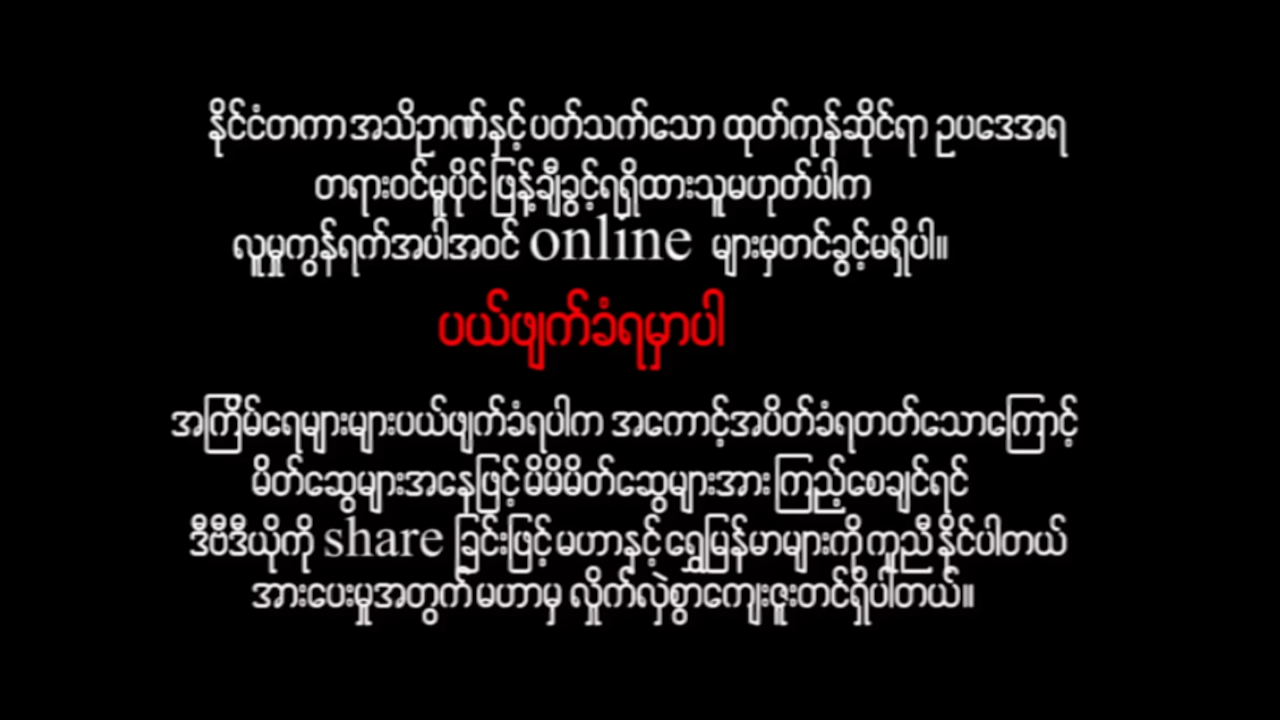 နိုင်ငံတကာ အသိဉာဏ်နှင့် ပတ်သက်သော ထုတ်ကုန်ဆိုင်ရာ ဥပဒေအရ
တရားဝင်မူပိုင် ဖြန့်ချီခွင့်ရရှိထားသူမဟုတ်ပါက
လူမှုကွန်ရက်အပါအဝင် online များမှတင်ခွင့်မရှိပါ။
ပယ်ဖျက်ခံရမှာပါ
အကြိမ်ရေများများပယ်ဖျက်ခံရပါက အကောင့်အပိတ်ခံရတတ်သောကြောင့်
မိတ်ဆွေများအနေဖြင့် မိမိမိတ်ဆွေများအား ကြည့်စေချင်ရင်
ဒီဗီဒီယိုကို share ခြင်းဖြင့် မဟာနှင့် ရွှေမြန်မာများကို ကူညီ နိုင်ပါတယ်
အားပေးမှုအတွက် မဟာမှ လှိုက်လှဲစွာကျေးဇူးတင်ရှိပါတယ်။